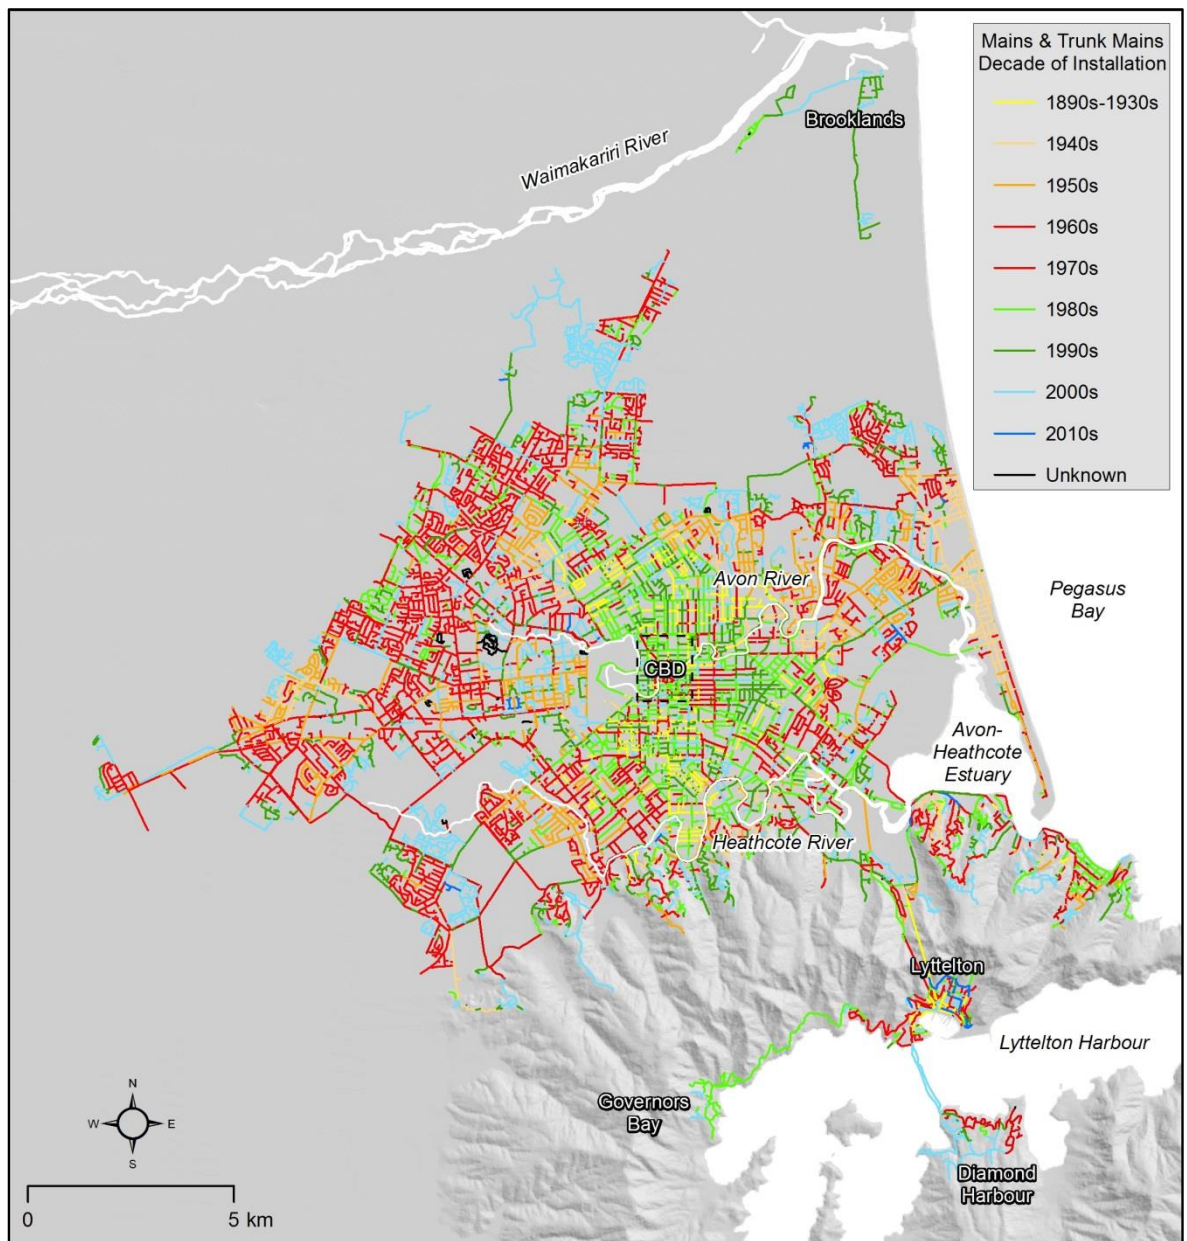 Mains & Trunk Mains
Decade of Installation
1890s-1930s
1940s
1950s
1960s
1970s
1980s
1990s
2000s
2010s
Unknown
Brooklands
Waimakariri River
Avon River
Pegasus
Bay
CBD
Avon-
Heathcote
Estuary
Heathcote River
Lyttelton
Lyttelton Harbour
Governors
Bay
Diamond
Harbour
N
W
E
S
0
5 km